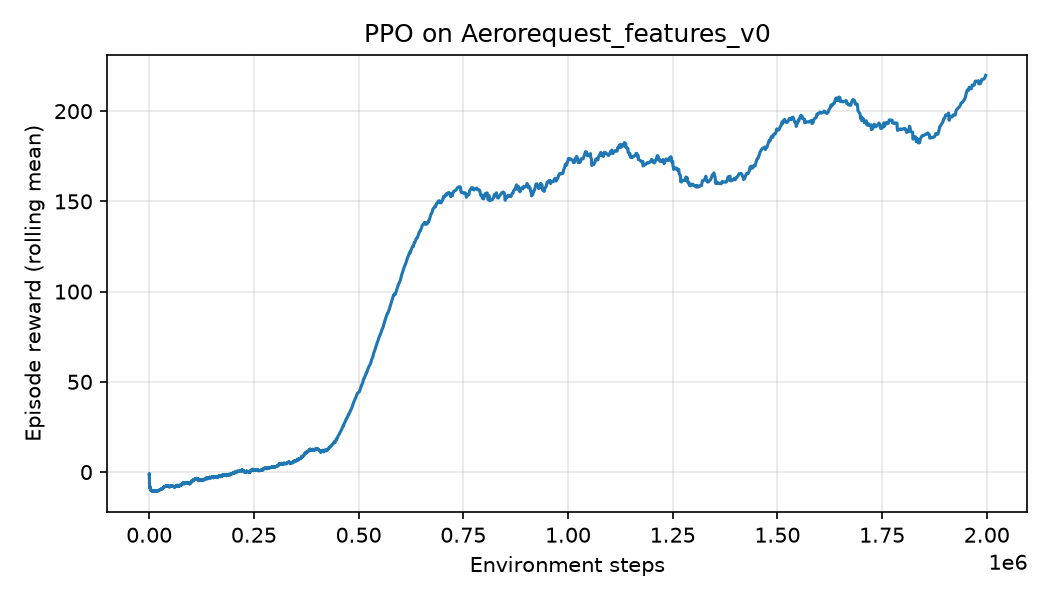 PPO on Aerorequest_features_v0
Episode reward (rolling mean)
200
150
100
50
0
0.00 0.25 0.50 0.75 1.00 1.25 1.50 1.75 2.00
1e6
Environment steps